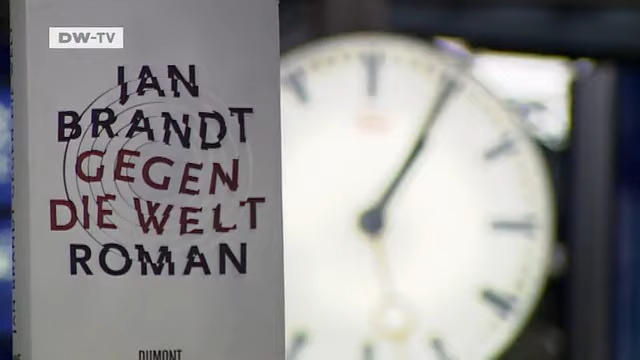 DW-TV
JAN
BRANDT
GEGEN
DIE WELT
ROMAN
DUMONT